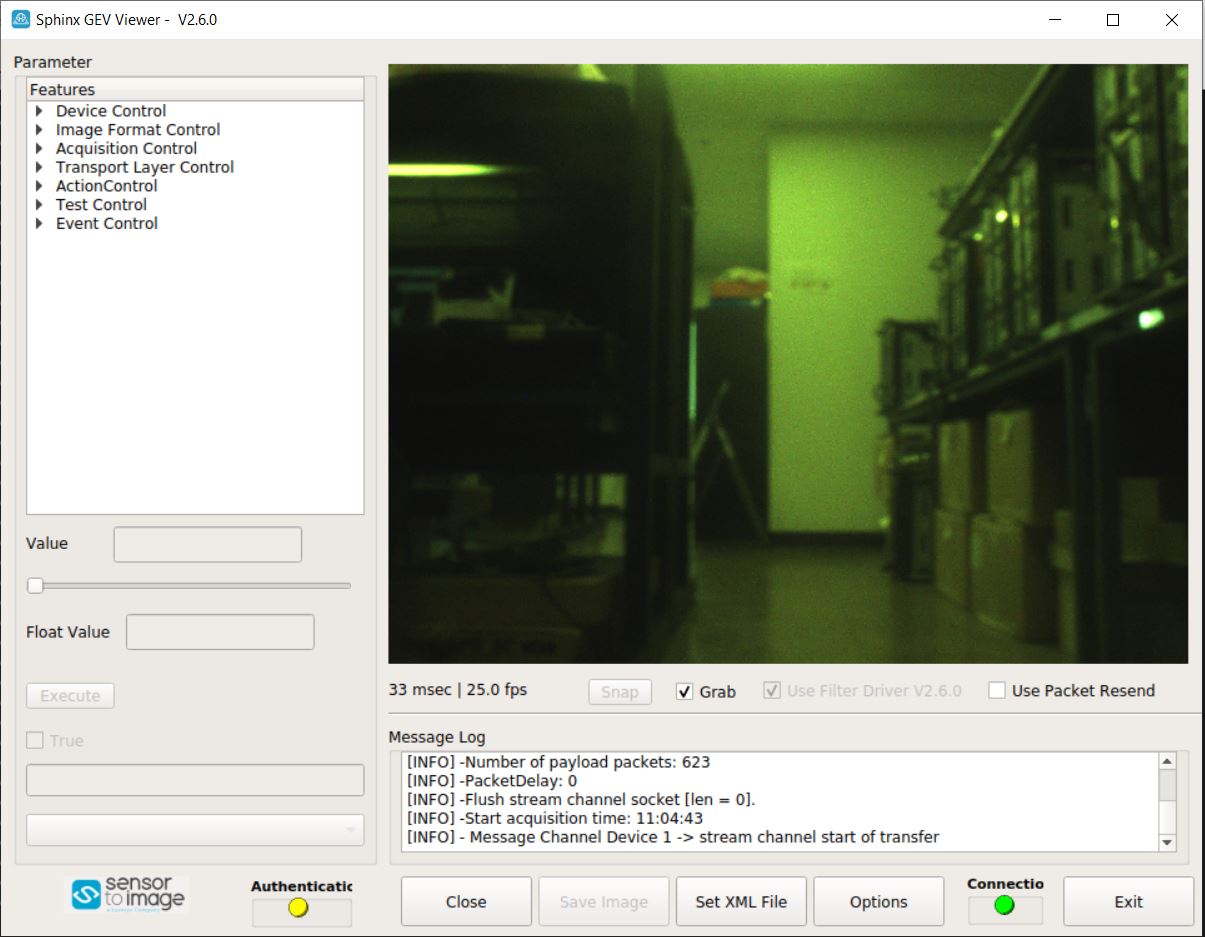 Sphinx GEV Viewer - V2.6.0
Parameter
Features
Device Control
Image Format Control
Acquisition Control
Transport Layer Control
ActionControl
Test Control
Event Control
Value
Float Value
Execute
True
33 msec | 25.0 fps
Snap
Grab
Use Filter Driver V2.6.0
Use Packet Resend
Message Log
[INFO] -Number of payload packets: 623
[INFO] -PacketDelay: 0
[INFO] -Flush stream channel socket [len = 0].
[INFO] -Start acquisition time: 11:04:43
[INFO] - Message Channel Device 1 -> stream channel start of transfer
sensor
to image
Authenticatic
Close
Save Image
Set XML File
Options
Connectio
Exit